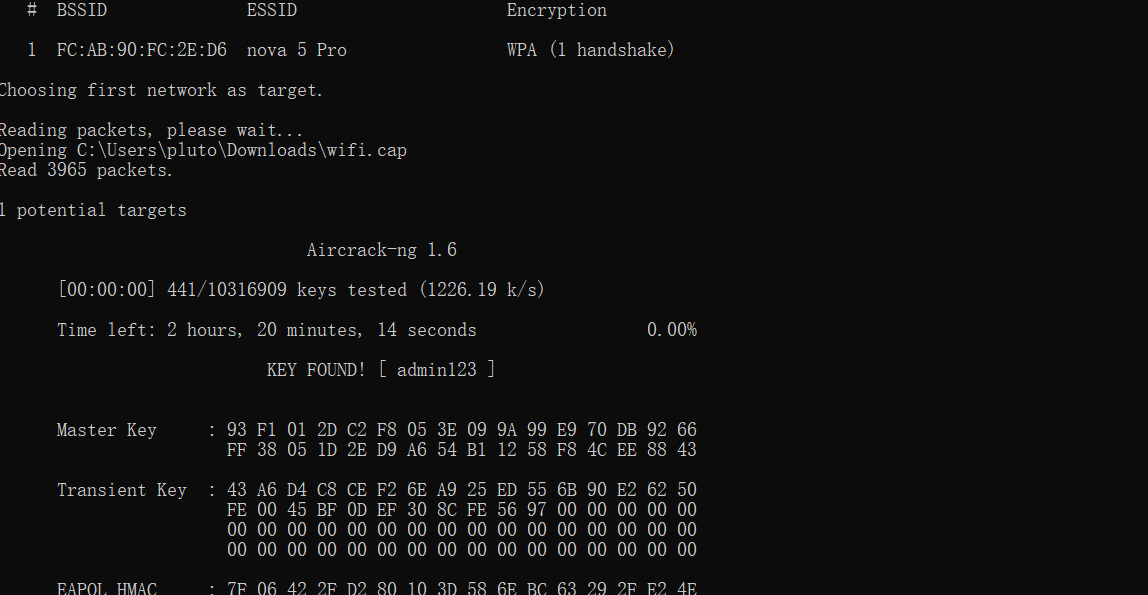 # BSSID ESSID Encryption
1 FC:AB:90:FC:2E:D6 nova 5 Pro WPA (1 handshake)
Choosing first network as target.
Reading packets, please wait...
Opening C:\Users\pluto\Downloads\wifi.cap
Read 3965 packets.
1 potential targets
Aircrack-ng 1.6
[00:00:00] 441/10316909 keys tested (1226.19 k/s)
Time left: 2 hours, 20 minutes, 14 seconds 0.00%
KEY FOUND! [ admin123 ]
Master Key : 93 F1 01 2D C2 F8 05 3E 09 9A 99 E9 70 DB 92 66
FF 38 05 1D 2E D9 A6 54 B1 12 58 F8 4C EE 88 43
Transient Key : 43 A6 D4 C8 CE F2 6E A9 25 ED 55 6B 90 E2 62 50
FE 00 45 BF 0D EF 30 8C FE 56 97 00 00 00 00 00
00 00 00 00 00 00 00 00 00 00 00 00 00 00 00 00
00 00 00 00 00 00 00 00 00 00 00 00 00 00 00 00
EAPOL HMAC : 7F 06 42 2F D2 80 10 3D 58 6E BC 63 29 2F E2 4E